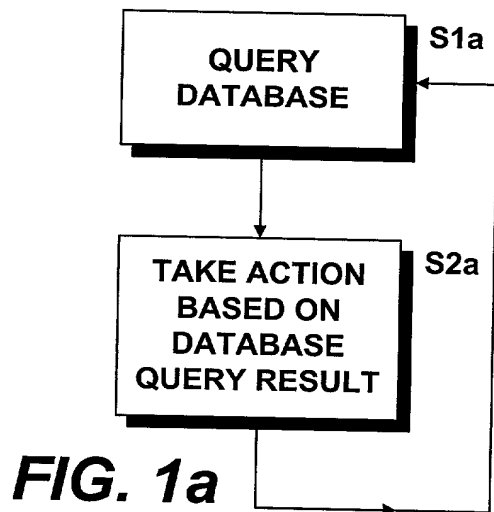 QUERY
DATABASE
S1a
TAKE ACTION
BASED ON
DATABASE
QUERY RESULT
S2a
FIG. 1a